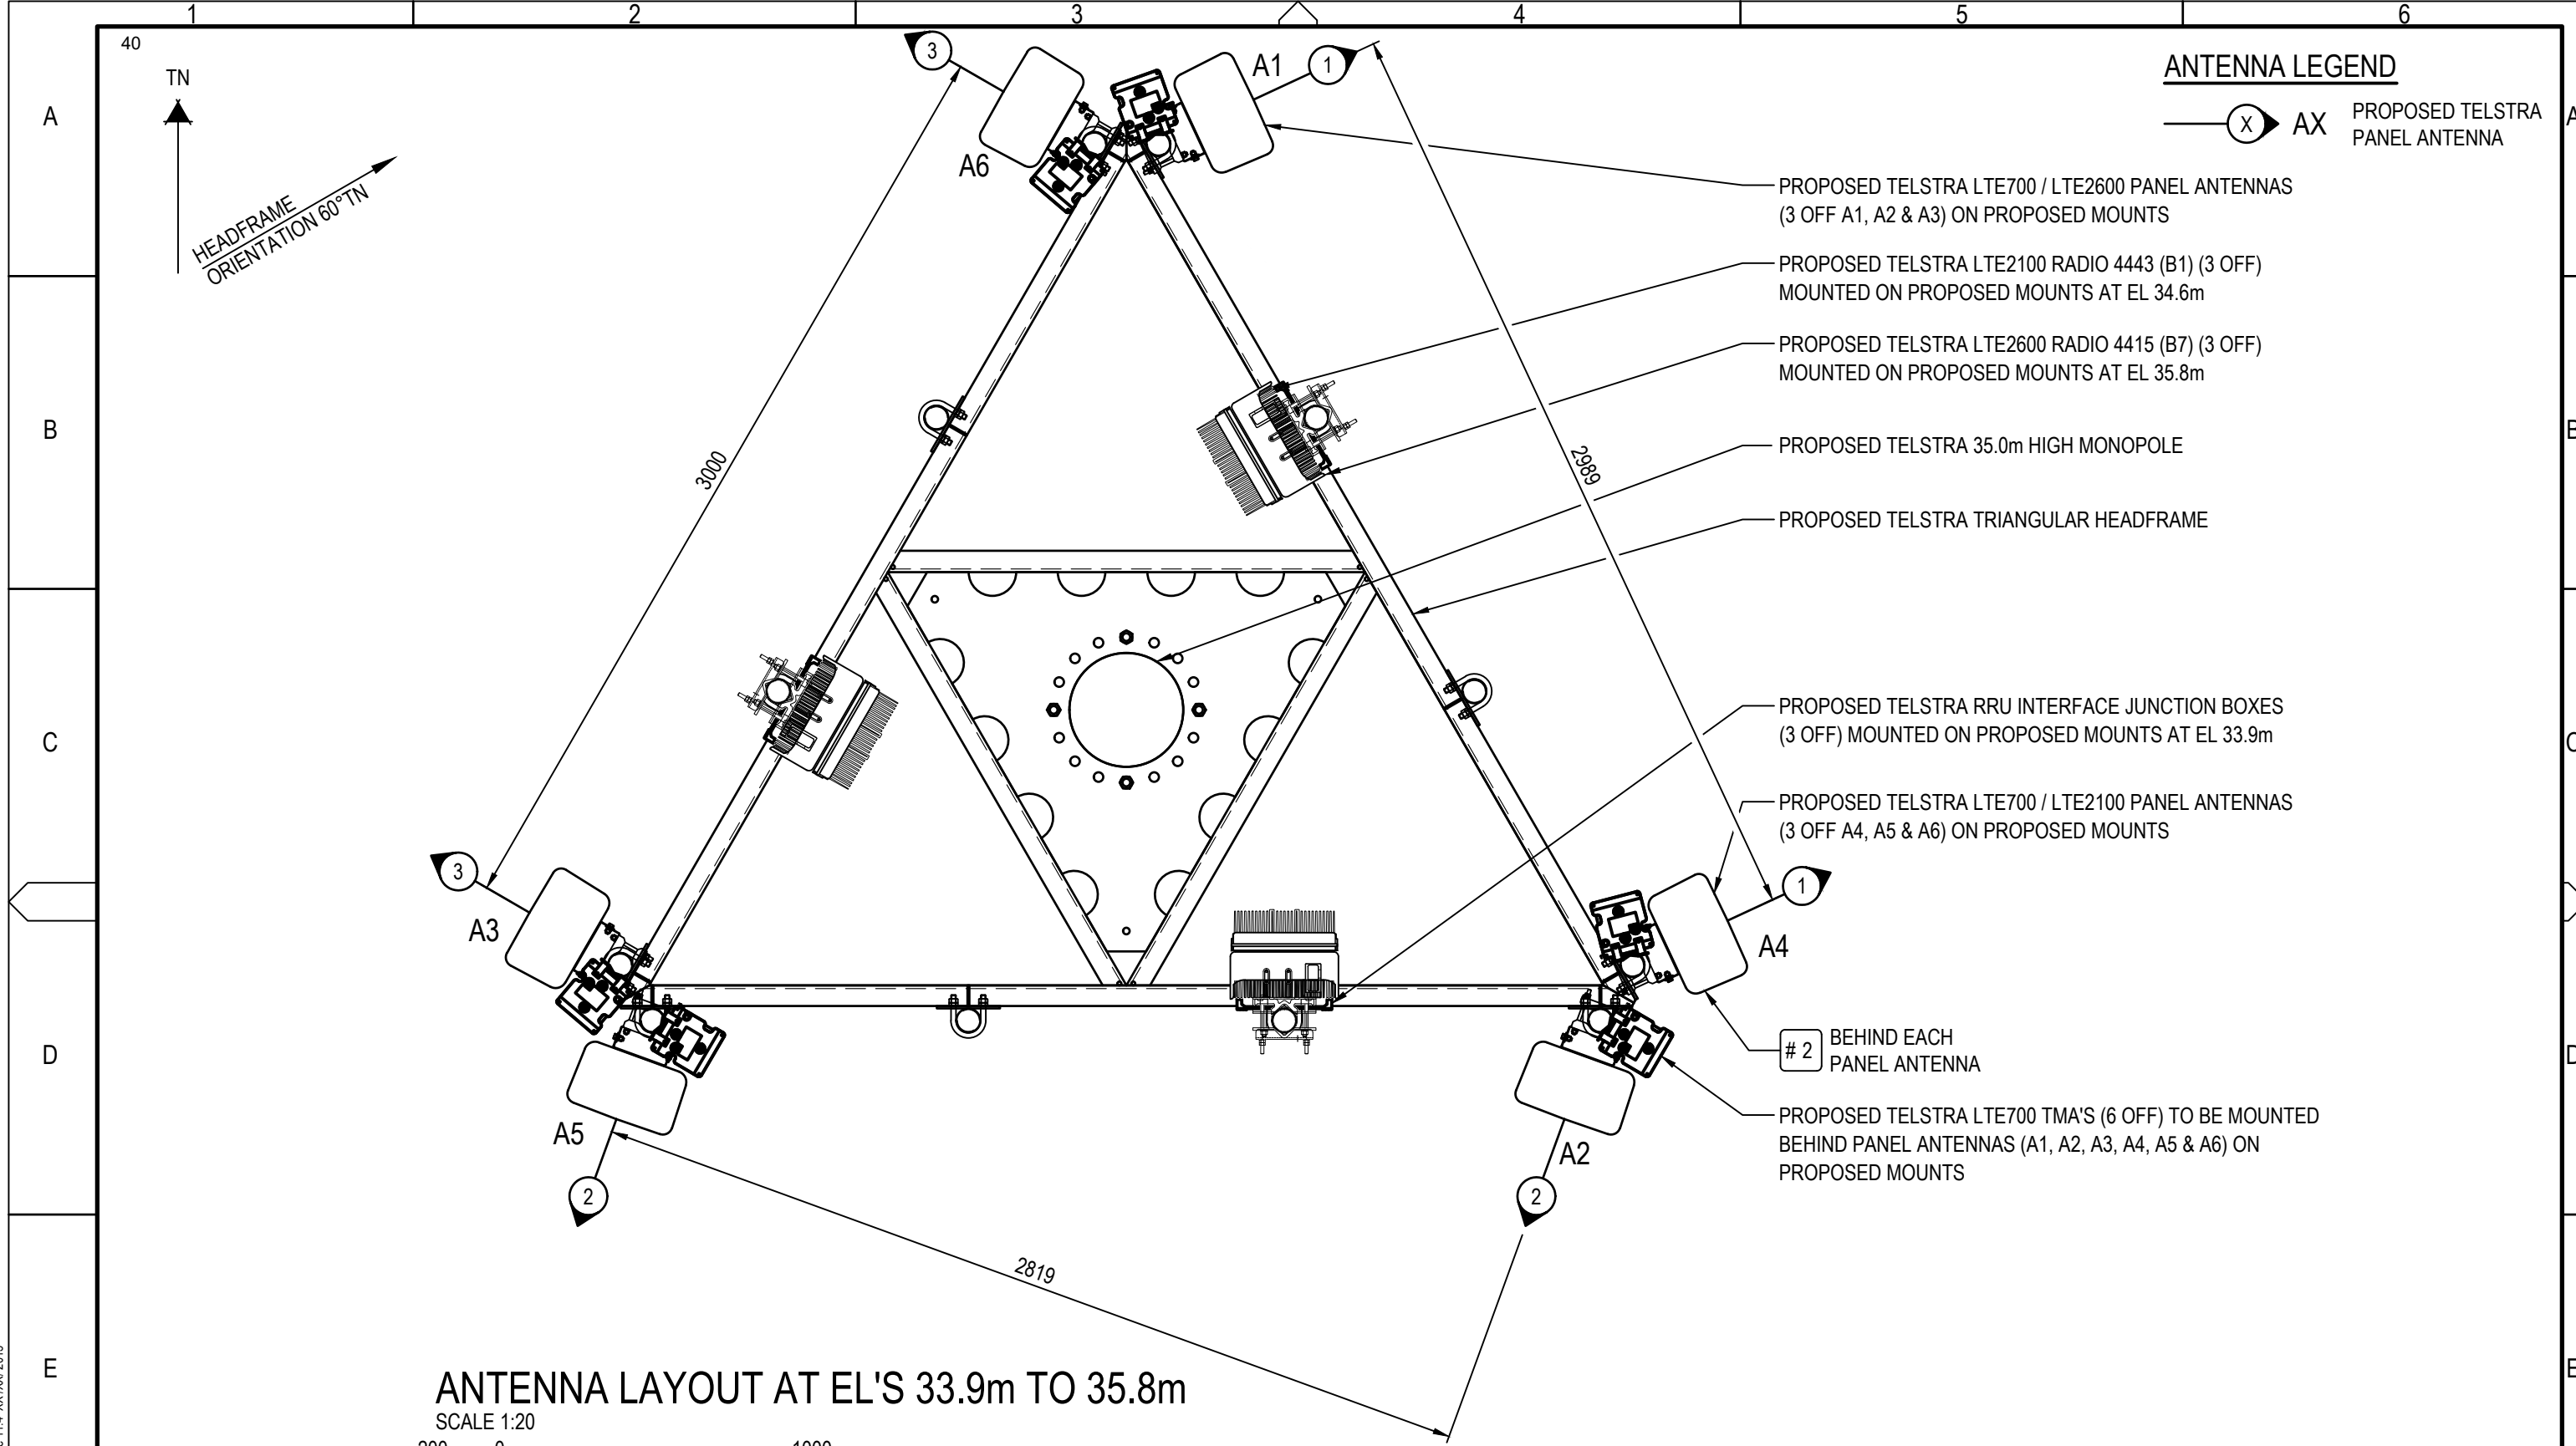 1 2 3 4 5 6
40
A
A
TN
HEADFRAME
ORIENTATION 60°TN
3
A6
A1
1
ANTENNA LEGEND
X AX PROPOSED TELSTRA
PANEL ANTENNA
PROPOSED TELSTRA LTE700 / LTE2600 PANEL ANTENNAS
(3 OFF A1, A2 & A3) ON PROPOSED MOUNTS
PROPOSED TELSTRA LTE2100 RADIO 4443 (B1) (3 OFF)
MOUNTED ON PROPOSED MOUNTS AT EL 34.6m
PROPOSED TELSTRA LTE2600 RADIO 4415 (B7) (3 OFF)
MOUNTED ON PROPOSED MOUNTS AT EL 35.8m
B
B
3000
2989
PROPOSED TELSTRA 35.0m HIGH MONOPOLE
PROPOSED TELSTRA TRIANGULAR HEADFRAME
C
C
PROPOSED TELSTRA RRU INTERFACE JUNCTION BOXES
(3 OFF) MOUNTED ON PROPOSED MOUNTS AT EL 33.9m
PROPOSED TELSTRA LTE700 / LTE2100 PANEL ANTENNAS
(3 OFF A4, A5 & A6) ON PROPOSED MOUNTS
3
A3
1
A4
D
D
# 2 BEHIND EACH
PANEL ANTENNA
PROPOSED TELSTRA LTE700 TMA'S (6 OFF) TO BE MOUNTED
BEHIND PANEL ANTENNAS (A1, A2, A3, A4, A5 & A6) ON
PROPOSED MOUNTS
A5
2
A2
2
2819
E
E
ANTENNA LAYOUT AT EL'S 33.9m TO 35.8m
SCALE 1:20
200 0 1000